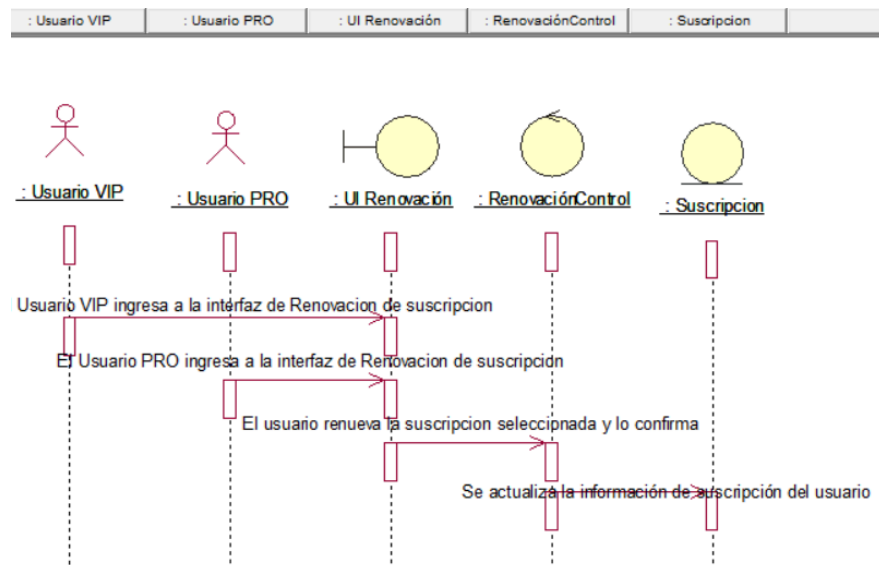 : Usuario VIP
: Usuario PRO
: UI Renovación
: RenovaciónControl
: Suscripcion
: Usuario VIP
: Usuario PRO
: UI Renovación
: RenovaciónControl
: Suscripcion
Usuario VIP ingresa a la interfaz de Renovacion de suscripcion
El Usuario PRO ingresa a la interfaz de Renovacion de suscripcion
El usuario renueva la suscripcion seleccionada y lo confirma
Se actualiza la información de suscripción del usuario